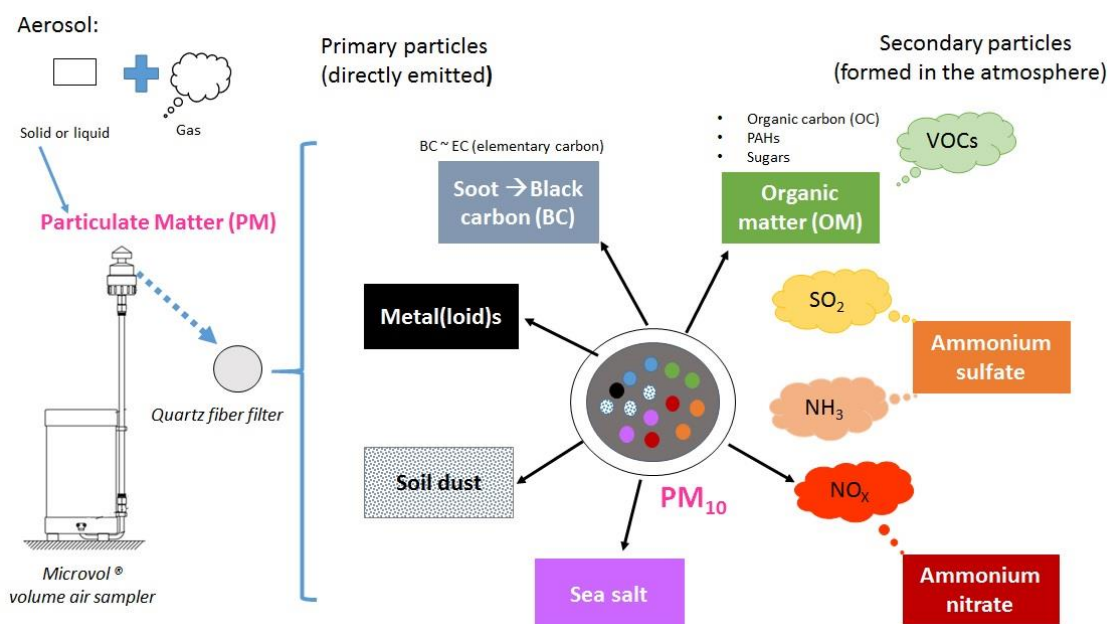 Aerosol:
Solid or liquid
Gas
Particulate Matter (PM)
Quartz fiber filter
Microvol ®
volume air sampler
Primary particles
(directly emitted)
BC ~ EC (elementary carbon)
Soot →Black
carbon (BC)
Metal(loid)s
Soil dust
Sea salt
PM₁₀
Secondary particles
(formed in the atmosphere)
• Organic carbon (OC)
• PAHs
• Sugars
VOCs
Organic
matter (OM)
SO₂
Ammonium
sulfate
NH₃
NOₓ
Ammonium
nitrate